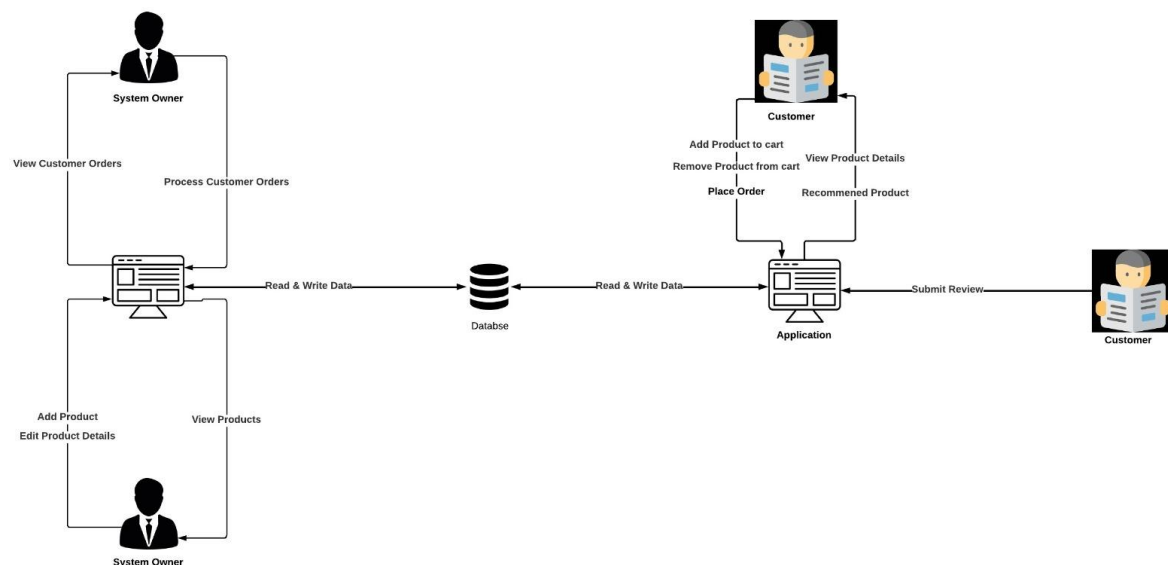 System Owner
Customer
View Customer Orders
Process Customer Orders
Add Product to cart
Remove Product from cart
Place Order
View Product Details
Recommened Product
Read & Write Data
Databse
Read & Write Data
Application
Submit Review
Customer
Add Product
Edit Product Details
View Products
System Owner